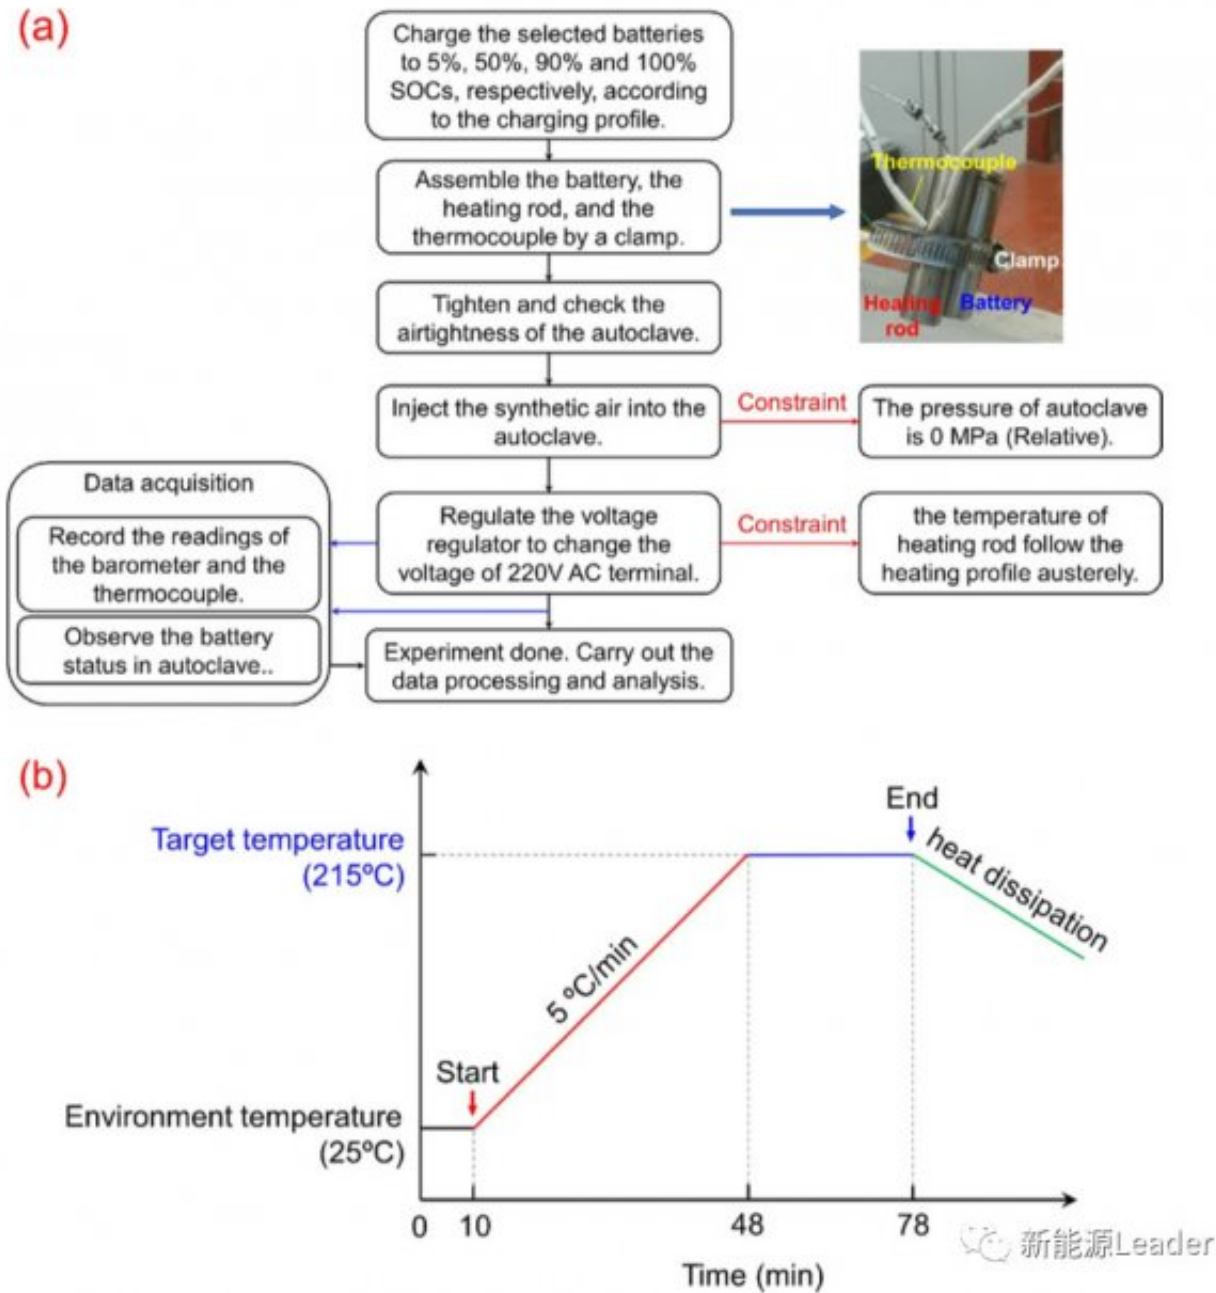 (a)
Charge the selected batteries
to 5%, 50%, 90% and 100%
SOCs, respectively, according
to the charging profile.
Assemble the battery, the
heating rod, and the
thermocouple by a clamp.
Thermocouple
Clamp
Heating
rod
Battery
Tighten and check the
airtightness of the autoclave.
Inject the synthetic air into the
autoclave.
Constraint
The pressure of autoclave
is 0 MPa (Relative).
Data acquisition
Record the readings of
the barometer and the
thermocouple.
Observe the battery
status in autoclave..
Regulate the voltage
regulator to change the
voltage of 220V AC terminal.
Constraint
the temperature of
heating rod follow the
heating profile austerely.
Experiment done. Carry out the
data processing and analysis.
(b)
Target temperature
(215ºC)
End
heat dissipation
5 ºC/min
Start
Environment temperature
(25ºC)
0 10 48 78
Time (min)
新能源Leader